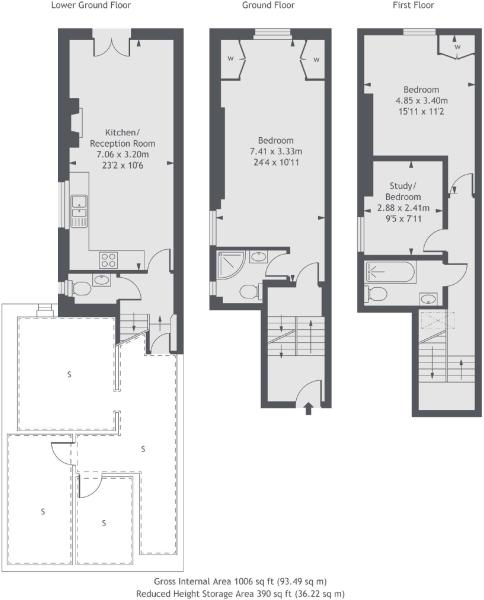 Lower Ground Floor
Kitchen/
Reception Room
7.06 x 3.20m
23'2 x 10'6
S
S
S
S
Ground Floor
W
W
Bedroom
7.41 x 3.33m
24'4 x 10'11
First Floor
W
Bedroom
4.85 x 3.40m
15'11 x 11'2
Study/
Bedroom
2.88 x 2.41m
9'5 x 7'11
Gross Internal Area 1006 sq ft (93.49 sq m)
Reduced Height Storage Area 390 sq ft (36.22 sq m)